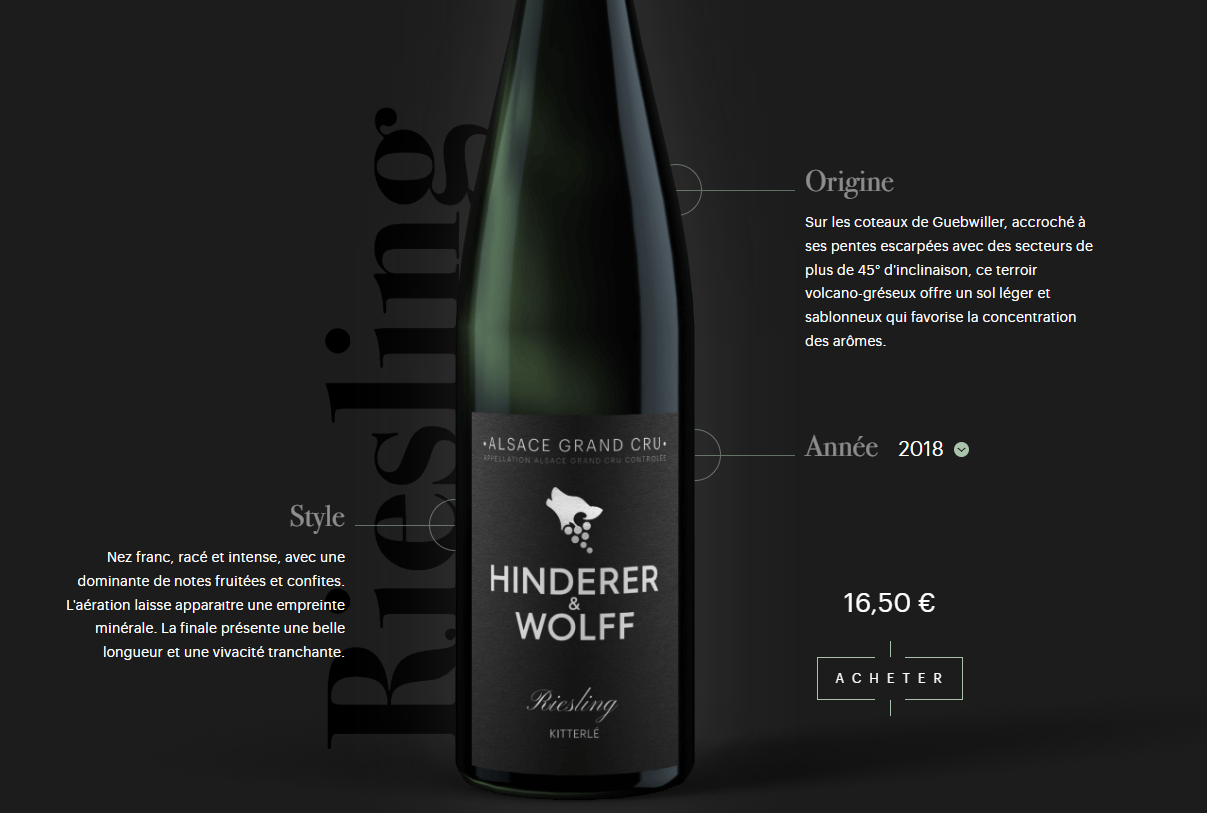 Riesling
Origine
Sur les coteaux de Guebwiller, accroché à
ses pentes escarpées avec des secteurs de
plus de 45° d'inclinaison, ce terroir
volcano-gréseux offre un sol léger et
sablonneux qui favorise la concentration
des arômes.
Année 2018
Style
Nez franc, racé et intense, avec une
dominante de notes fruitées et confites.
L'aération laisse apparaître une empreinte
minérale. La finale présente une belle
longueur et une vivacité tranchante.
•ALSACE GRAND CRU•
APPELLATION ALSACE GRAND CRU CONTROLÉE
HINDERER
&
WOLFF
Riesling
KITTERLÉ
16,50 €
ACHETER